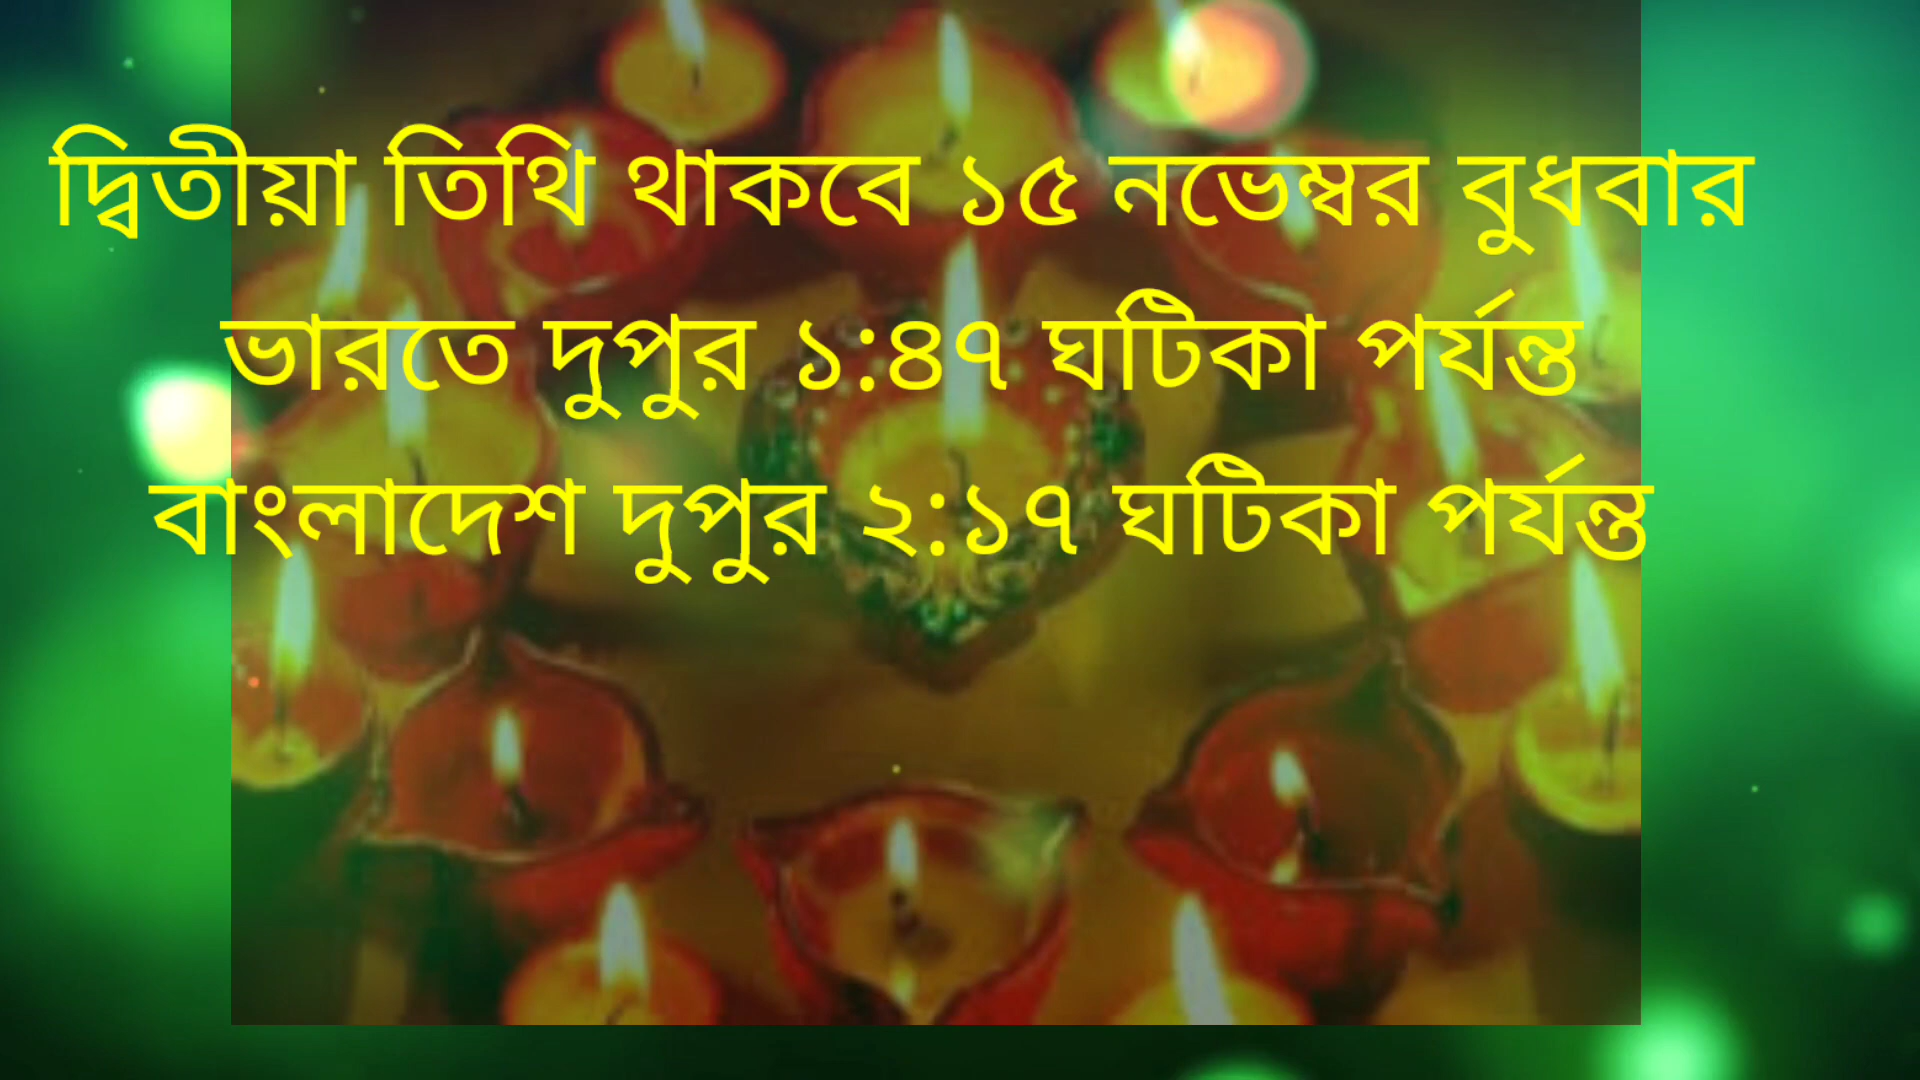 দ্বিতীয়া তিথি থাকবে ১৫ নভেম্বর বুধবার
ভারতে দুপুর ১:৪৭ ঘটিকা পর্যন্ত
বাংলাদেশ দুপুর ২:১৭ ঘটিকা পর্যন্ত